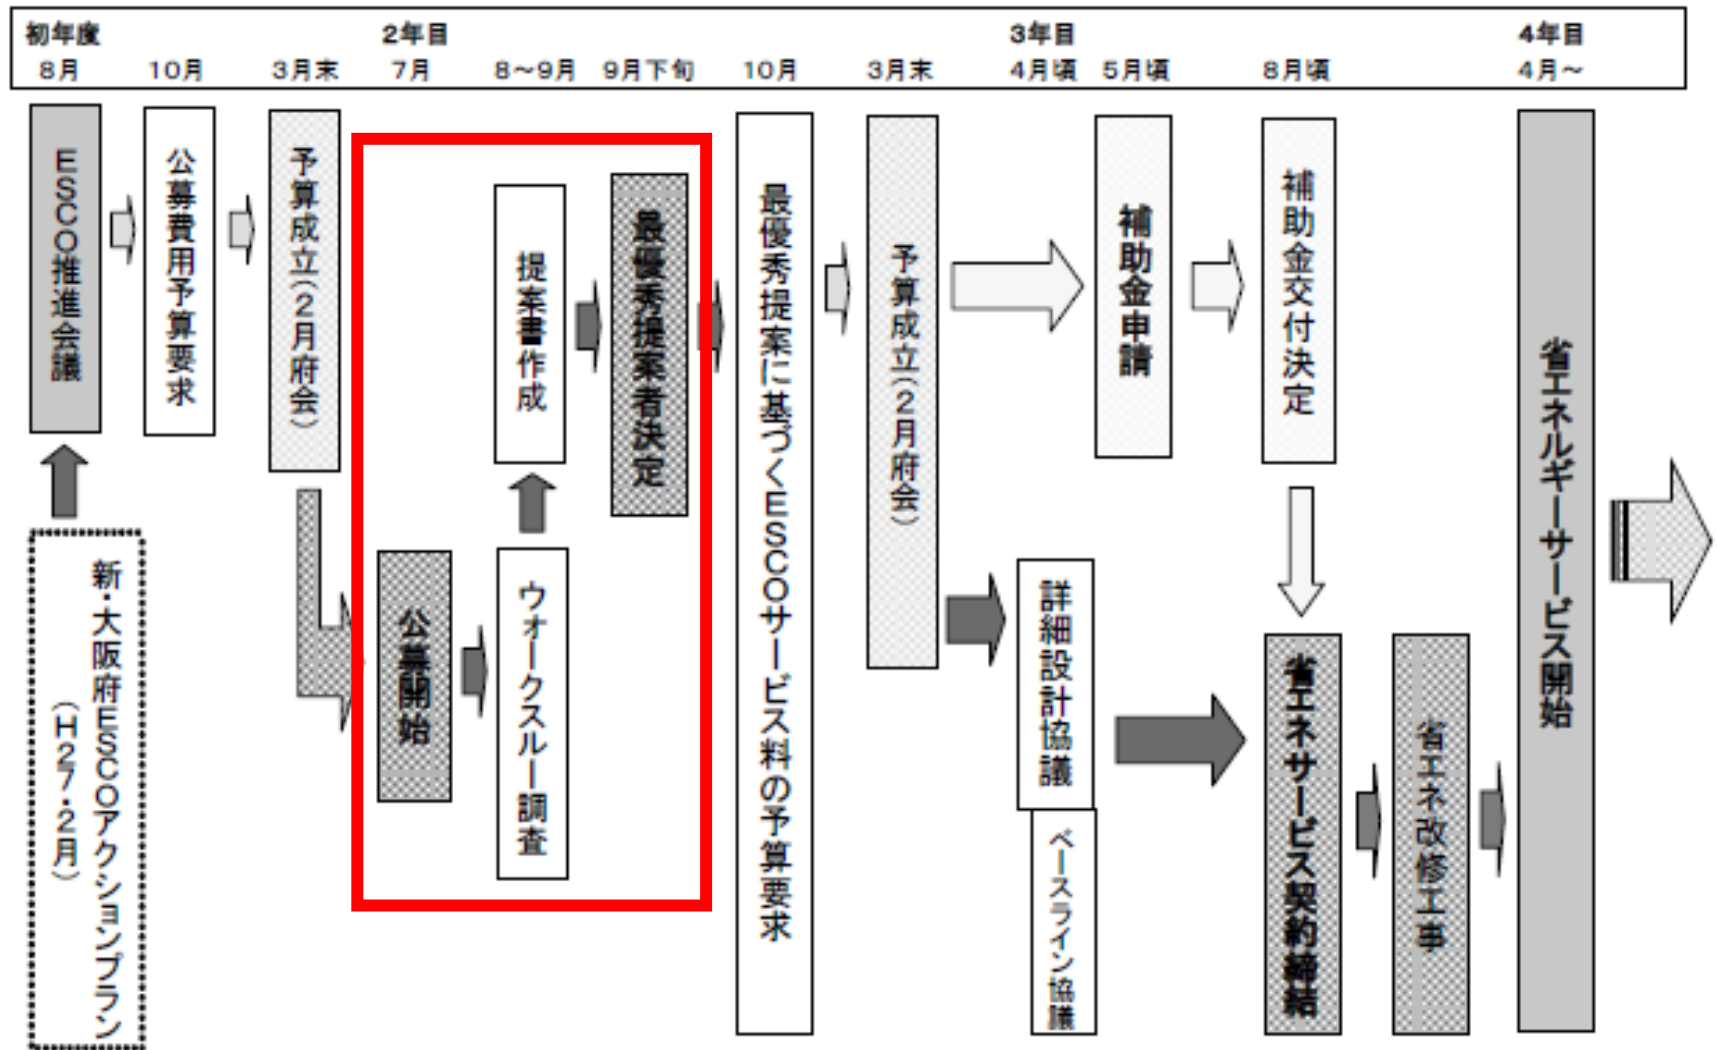 初年度 2年目 3年目 4年目
8月 10月 3月末 7月 8～9月 9月下旬 10月 3月末 4月頃 5月頃 8月頃 4月～
ESCO推進会議
新・大阪府ESCOアクションプラン
(H27・2月)
公募費用予算要求
予算成立(2月府会)
公募開始
提案書作成
ウォークスルー調査
最優秀提案者決定
最優秀提案に基づくESCOサービス料の予算要求
予算成立(2月府会)
詳細設計協議
ベースライン協議
補助金申請
補助金交付決定
省エネサービス契約締結
省エネ改修工事
省エネルギーサービス開始